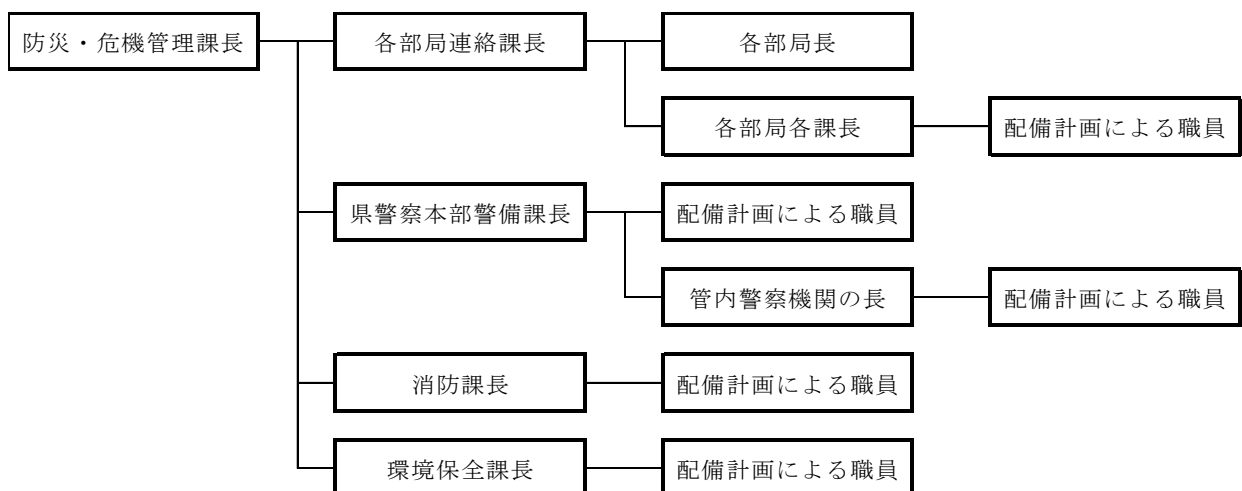 防災・危機管理課長
各部局連絡課長
各部局長
各部局各課長
配備計画による職員
県警察本部警備課長
配備計画による職員
管内警察機関の長
配備計画による職員
消防課長
配備計画による職員
環境保全課長
配備計画による職員